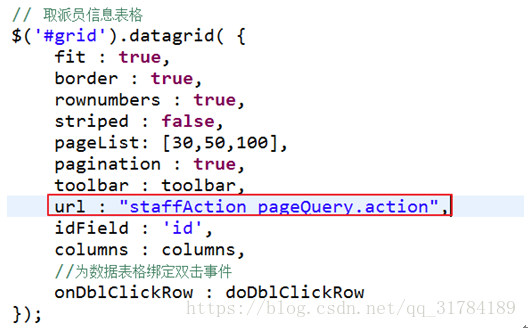 // 取派员信息表格
$('#grid').datagrid( {
fit : true,
border : true,
rownumbers : true,
striped : false,
pageList: [30,50,100],
pagination : true,
toolbar : toolbar,
url : "staffAction_pageQuery.action",
idField : 'id',
columns : columns,
//为数据表格绑定双击事件
onDblClickRow : doDblClickRow
https://blog.csdn.net/qq_31784189
});